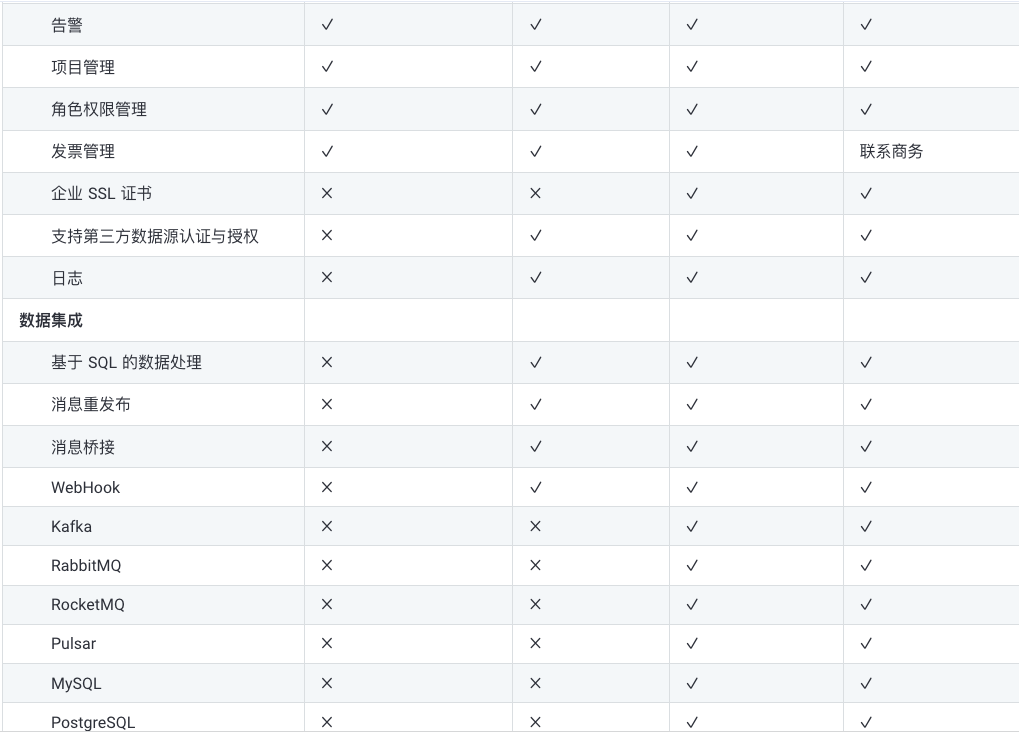 告警 ✓ ✓ ✓ ✓
项目管理 ✓ ✓ ✓ ✓
角色权限管理 ✓ ✓ ✓ ✓
发票管理 ✓ ✓ ✓ 联系商务
企业 SSL 证书 ✕ ✕ ✓ ✓
支持第三方数据源认证与授权 ✕ ✓ ✓ ✓
日志 ✕ ✓ ✓ ✓
数据集成
基于 SQL 的数据处理 ✕ ✓ ✓ ✓
消息重发布 ✕ ✓ ✓ ✓
消息桥接 ✕ ✓ ✓ ✓
WebHook ✕ ✓ ✓ ✓
Kafka ✕ ✕ ✓ ✓
RabbitMQ ✕ ✕ ✓ ✓
RocketMQ ✕ ✕ ✓ ✓
Pulsar ✕ ✕ ✓ ✓
MySQL ✕ ✕ ✓ ✓
PostgreSQL ✕ ✕ ✓ ✓